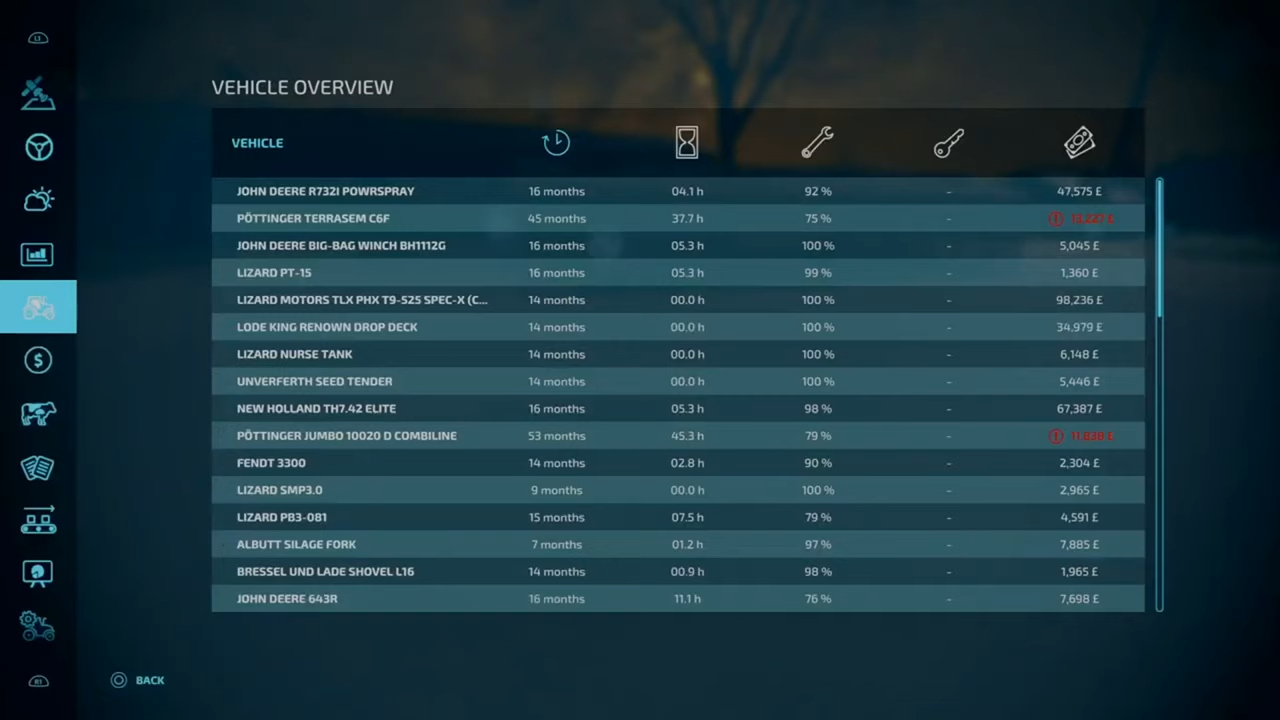 L3
VEHICLE OVERVIEW
VEHICLE
JOHN DEERE R732I POWRSPRAY 16 months 04.1 h 92 % - 47,575 £
PÖTTINGER TERRASEM C6F 45 months 37.7 h 75 % - 13,227 £
JOHN DEERE BIG-BAG WINCH BH1112G 16 months 05.3 h 100 % - 5,045 £
LIZARD PT-15 16 months 05.3 h 99 % - 1,360 £
LIZARD MOTORS TLX PHX T9-525 SPEC-X (C... 14 months 00.0 h 100 % - 98,236 £
LODE KING RENOWN DROP DECK 14 months 00.0 h 100 % - 34,979 £
LIZARD NURSE TANK 14 months 00.0 h 100 % - 6,148 £
UNVERFERTH SEED TENDER 14 months 00.0 h 100 % - 5,446 £
NEW HOLLAND TH7.42 ELITE 16 months 05.3 h 98 % - 67,387 £
PÖTTINGER JUMBO 10020 D COMBILINE 53 months 45.3 h 79 % - 11,838 £
FENDT 3300 14 months 02.8 h 90 % - 2,304 £
LIZARD SMP3.0 9 months 00.0 h 100 % - 2,965 £
LIZARD PB3-081 15 months 07.5 h 79 % - 4,591 £
ALBUTT SILAGE FORK 7 months 01.2 h 97 % - 7,885 £
BRESSEL UND LADE SHOVEL L16 14 months 00.9 h 98 % - 1,965 £
JOHN DEERE 643R 16 months 11.1 h 76 % - 7,698 £
R1
BACK